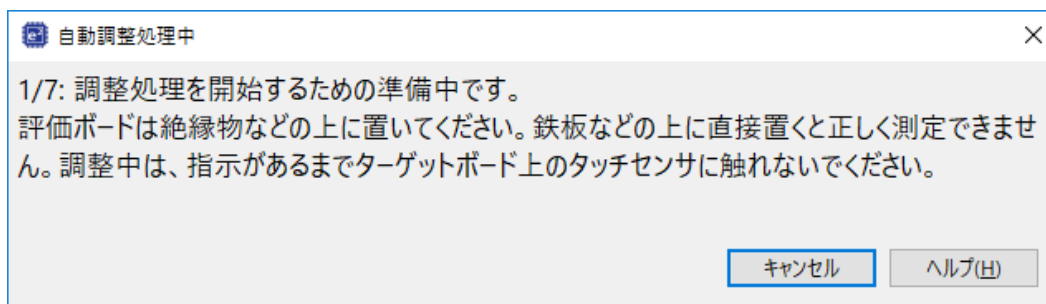 自動調整処理中
1/7: 調整処理を開始するための準備中です。
評価ボードは絶縁物などの上に置いてください。鉄板などの上に直接置くと正しく測定できませ
ん。調整中は、指示があるまでターゲットボード上のタッチセンサに触れないでください。
キャンセル
ヘルプ(H)